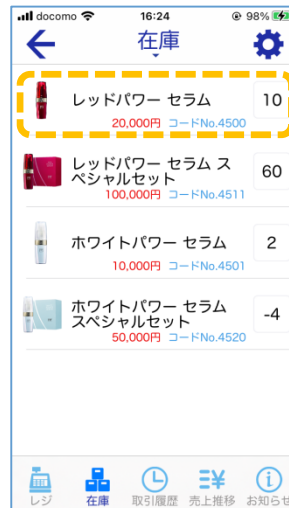 docomo 16:24 98%
在庫
レッドパワー セラム 10
20,000円 コードNo.4500
レッドパワー セラム ス
ペシャルセット 60
100,000円 コードNo.4511
ホワイトパワー セラム 2
10,000円 コードNo.4501
ホワイトパワー セラム
スペシャルセット -4
50,000円 コードNo.4520
レジ 在庫 取引履歴 売上推移 お知らせ